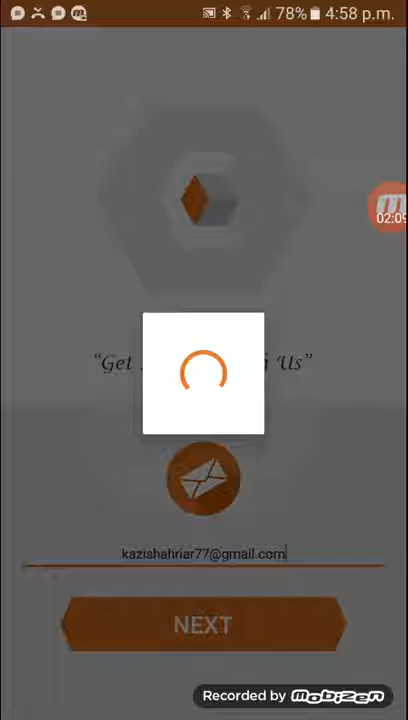 78% 4:58 p.m.
02:09
“Get Us”
kazishahriar77@gmail.com
NEXT
Recorded by mobizen